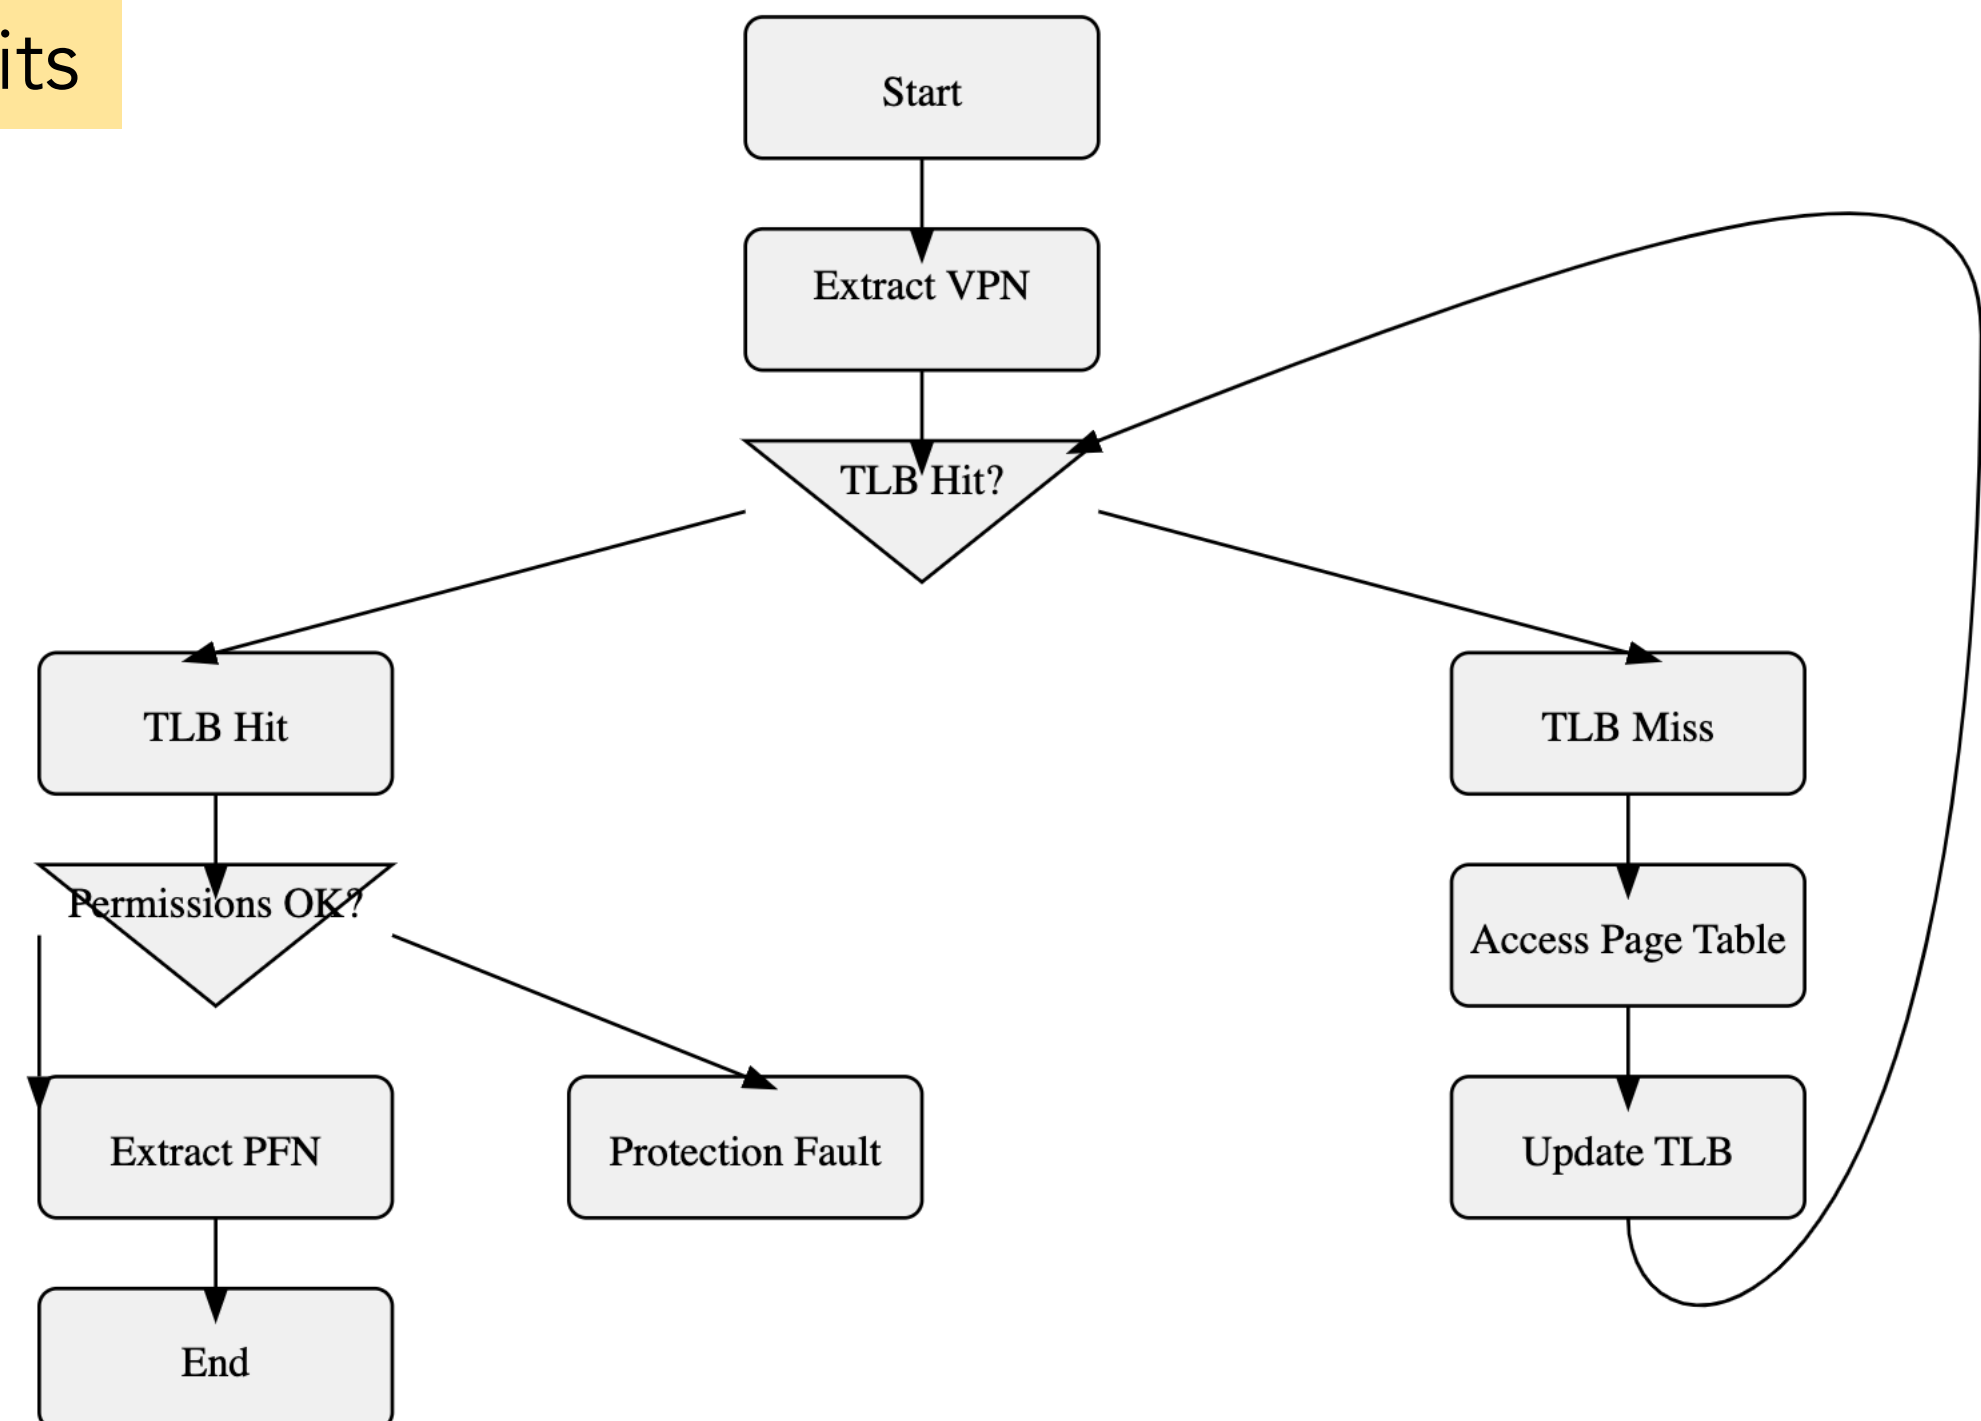 its
Start
Extract VPN
TLB Hit?
TLB Hit
TLB Miss
Permissions OK?
Access Page Table
Extract PFN
Protection Fault
Update TLB
End